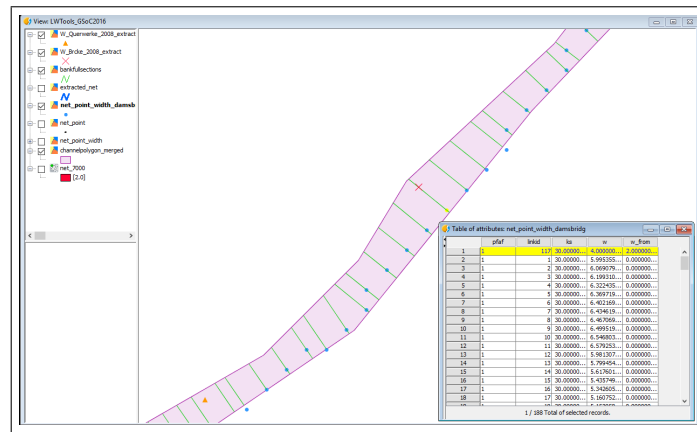 View: LWTools_GSoC2016
W_Querwerke_2008_extract
W_Brcke_2008_extract
bankfullsections
extracted_net
net_point_width_damsb
net_point
net_point_width
channelpolygon_merged
net_7000
[2.0]
Table of attributes: net_point_width_damsbridg
pfaf linkid ks w w_from
1 1 117 30.00000... 4.000000... 2.000000...
2 1 1 30.00000... 5.995355... 0.000000...
3 1 2 30.00000... 6.069079... 0.000000...
4 1 3 30.00000... 6.199310... 0.000000...
5 1 4 30.00000... 6.322435... 0.000000...
6 1 5 30.00000... 6.369719... 0.000000...
7 1 6 30.00000... 6.402169... 0.000000...
8 1 7 30.00000... 6.434619... 0.000000...
9 1 8 30.00000... 6.467069... 0.000000...
10 1 9 30.00000... 6.499519... 0.000000...
11 1 10 30.00000... 6.546803... 0.000000...
12 1 11 30.00000... 6.579253... 0.000000...
13 1 12 30.00000... 5.981307... 0.000000...
14 1 13 30.00000... 5.799454... 0.000000...
15 1 14 30.00000... 5.617601... 0.000000...
16 1 15 30.00000... 5.435749... 0.000000...
17 1 16 30.00000... 5.342605... 0.000000...
18 1 17 30.00000... 5.160752... 0.000000...
1 / 188 Total of selected records.